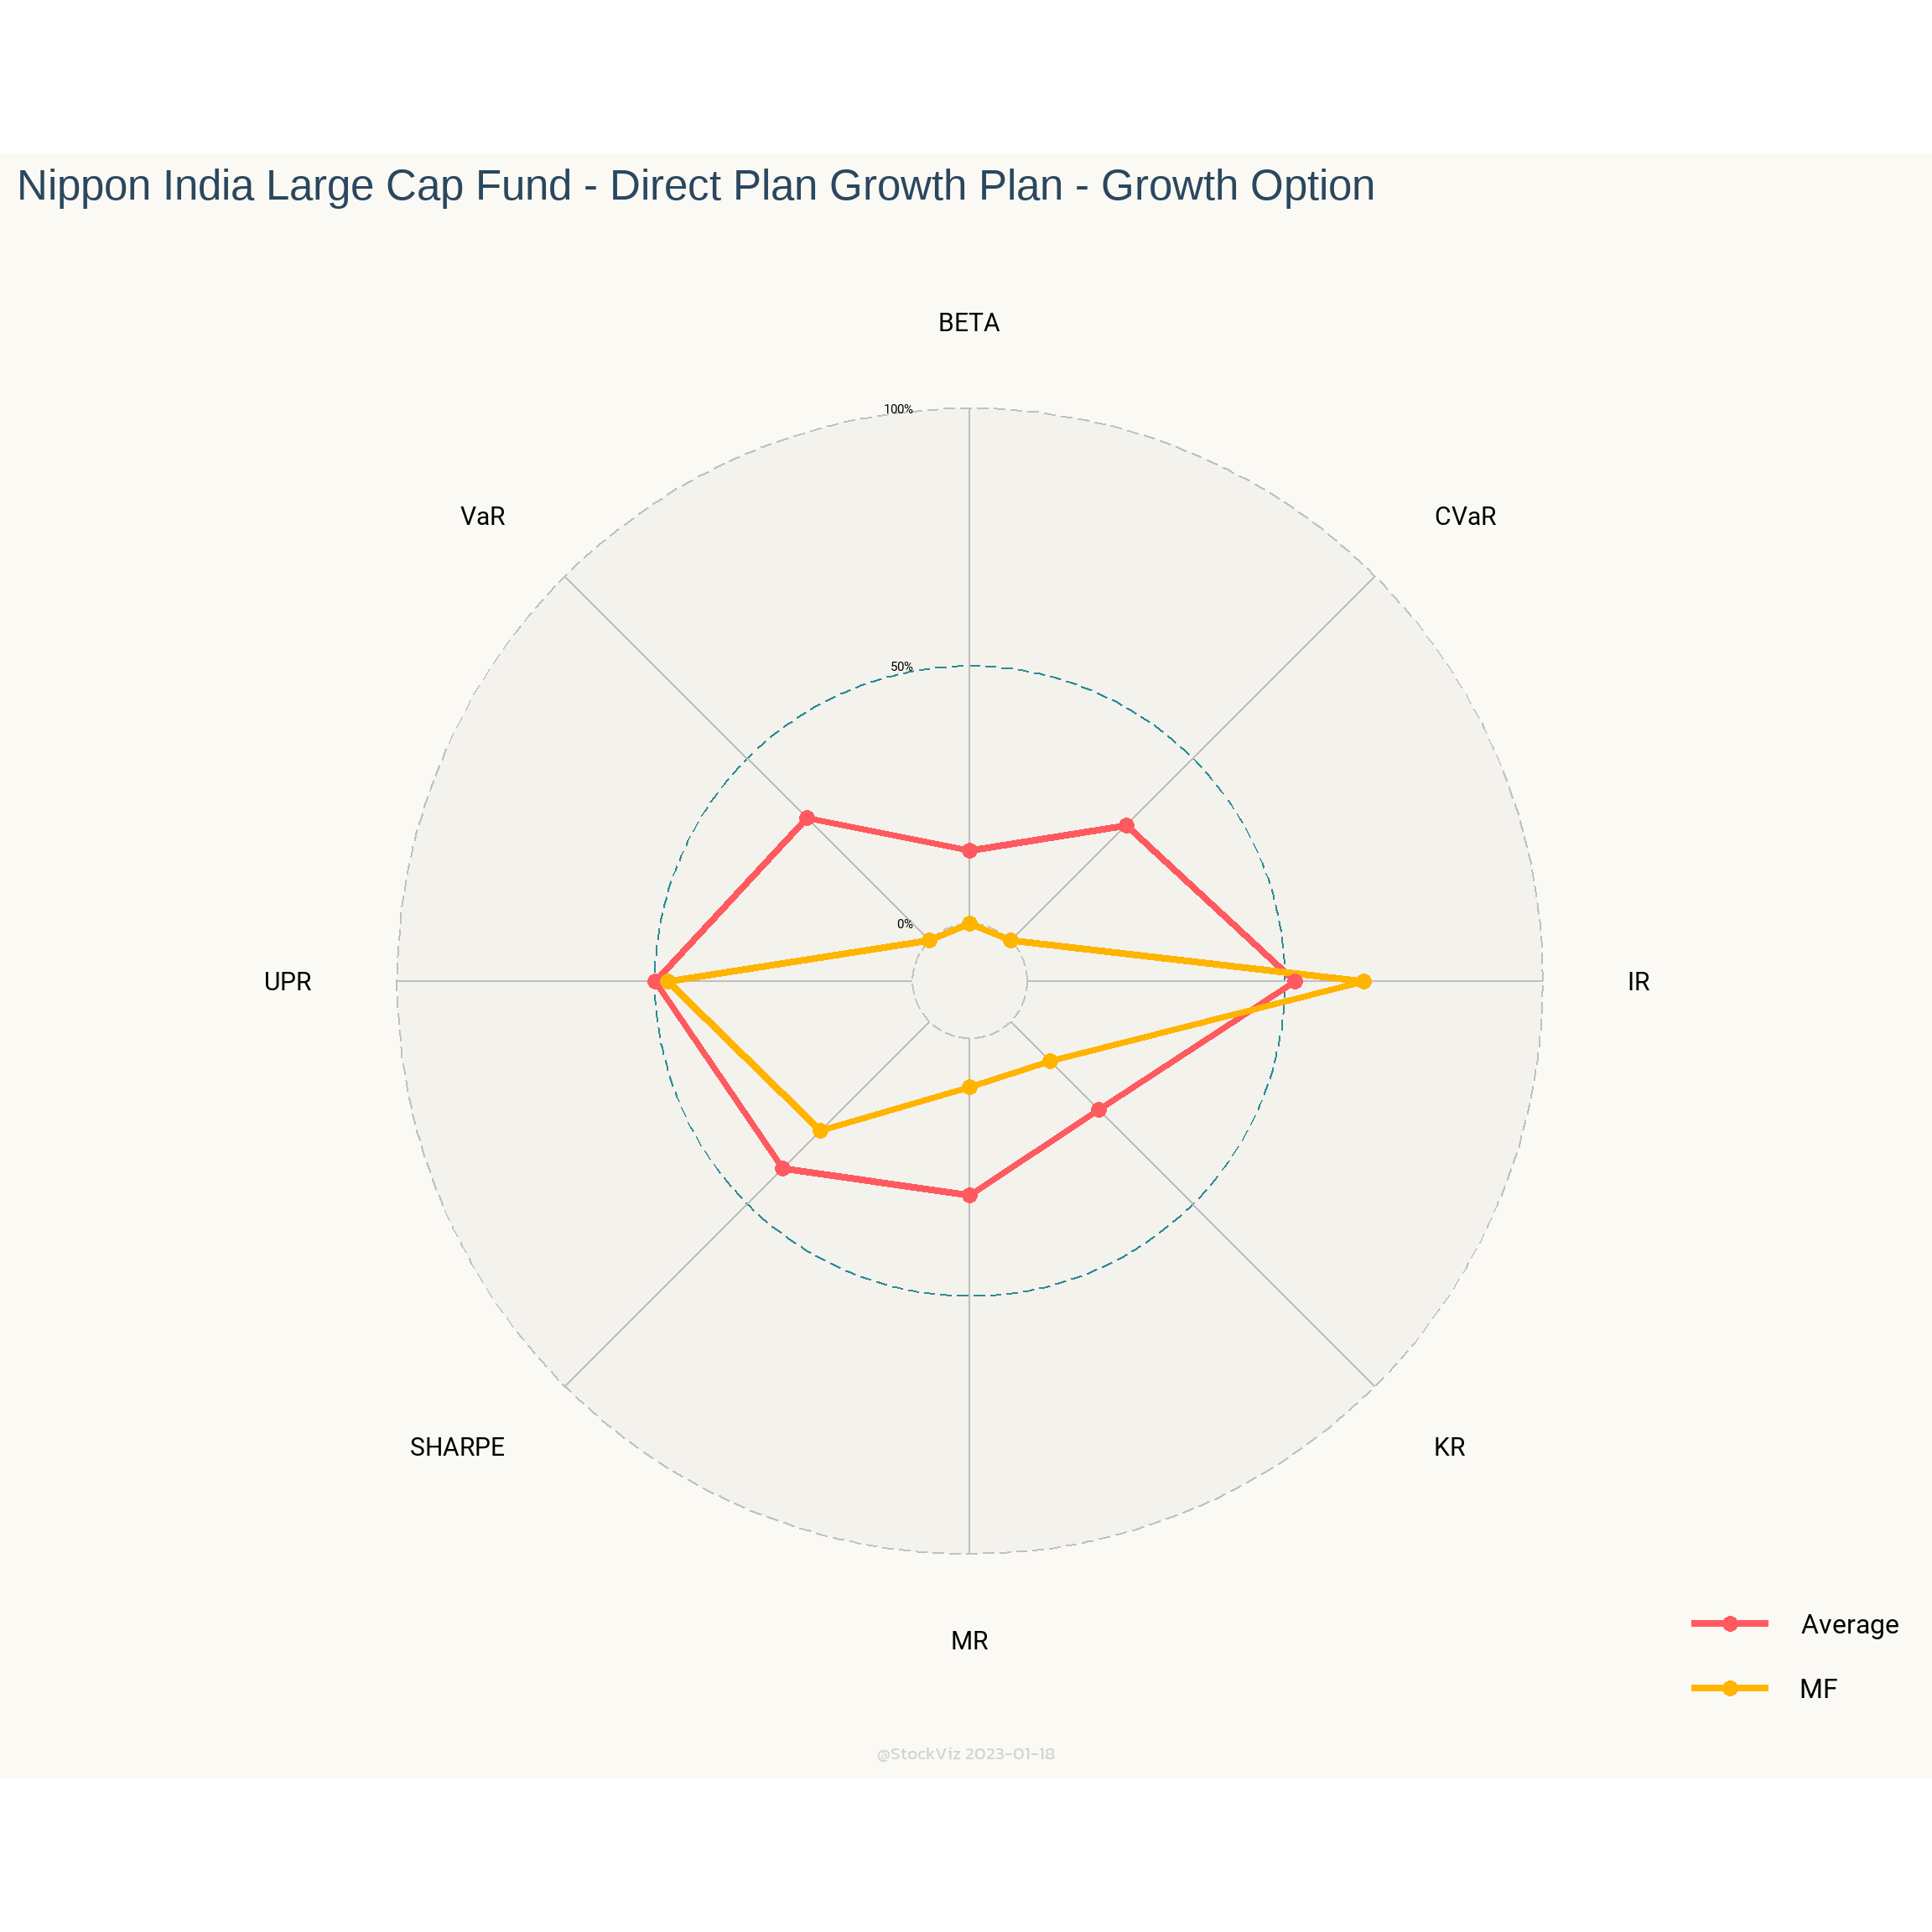 Nippon India Large Cap Fund - Direct Plan Growth Plan - Growth Option
BETA
100%
VaR
CVaR
50%
0%
UPR
IR
SHARPE
KR
MR
Average
MF
@StockViz 2023-01-18